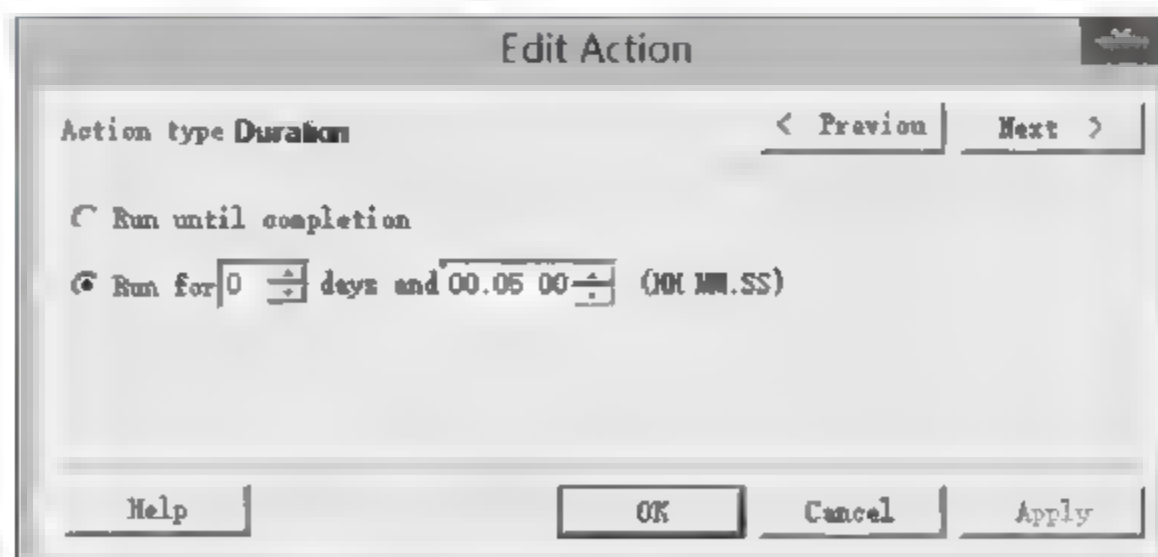 Edit Action
Action type Duration
< Previou Next >
Run until completion
Run for 0 days and 00.05 00 (HH MM.SS)
Help OK Cancel Apply